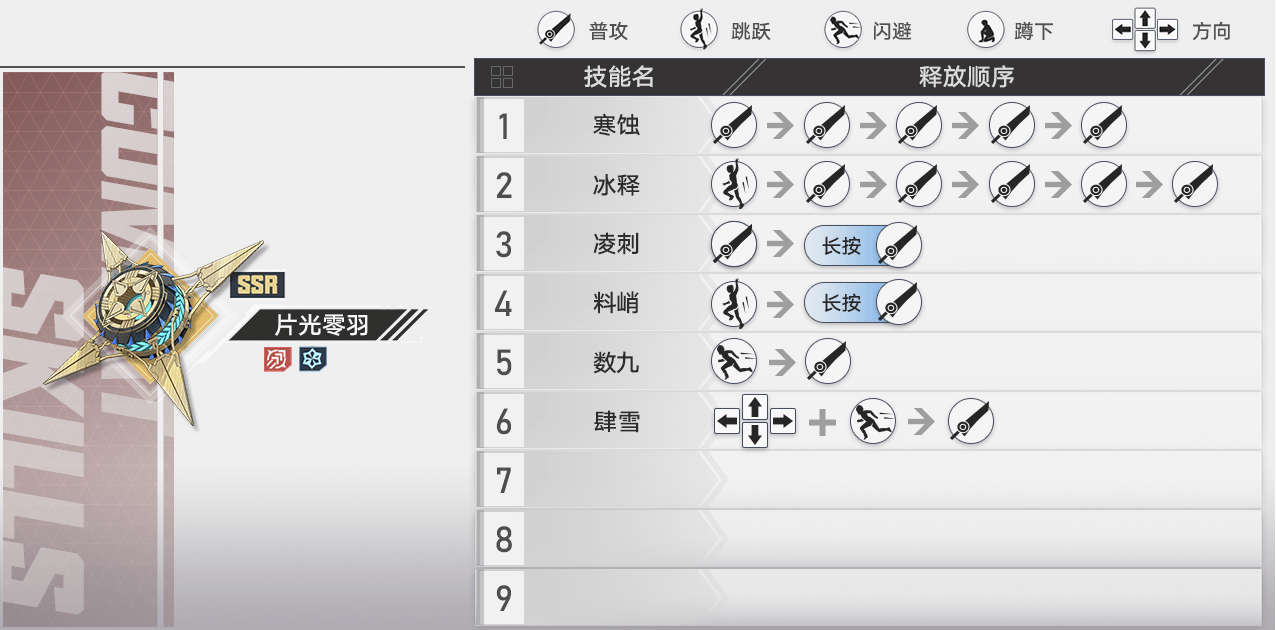 普攻 跳跃 闪避 蹲下 方向
技能名 释放顺序
COMBAT
SKILLS
SSR
片光零羽
1 寒蚀
2 冰释
3 凌刺 长按
4 料峭 长按
5 数九
6 肆雪
7
8
9